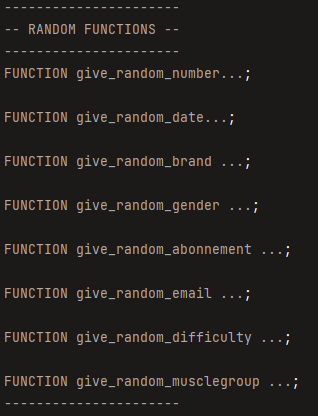 ----------------------
-- RANDOM FUNCTIONS --
----------------------
FUNCTION give_random_number...;
FUNCTION give_random_date...;
FUNCTION give_random_brand ...;
FUNCTION give_random_gender ...;
FUNCTION give_random_abonnement ...;
FUNCTION give_random_email ...;
FUNCTION give_random_difficulty ...;
FUNCTION give_random_musclegroup ...;
----------------------